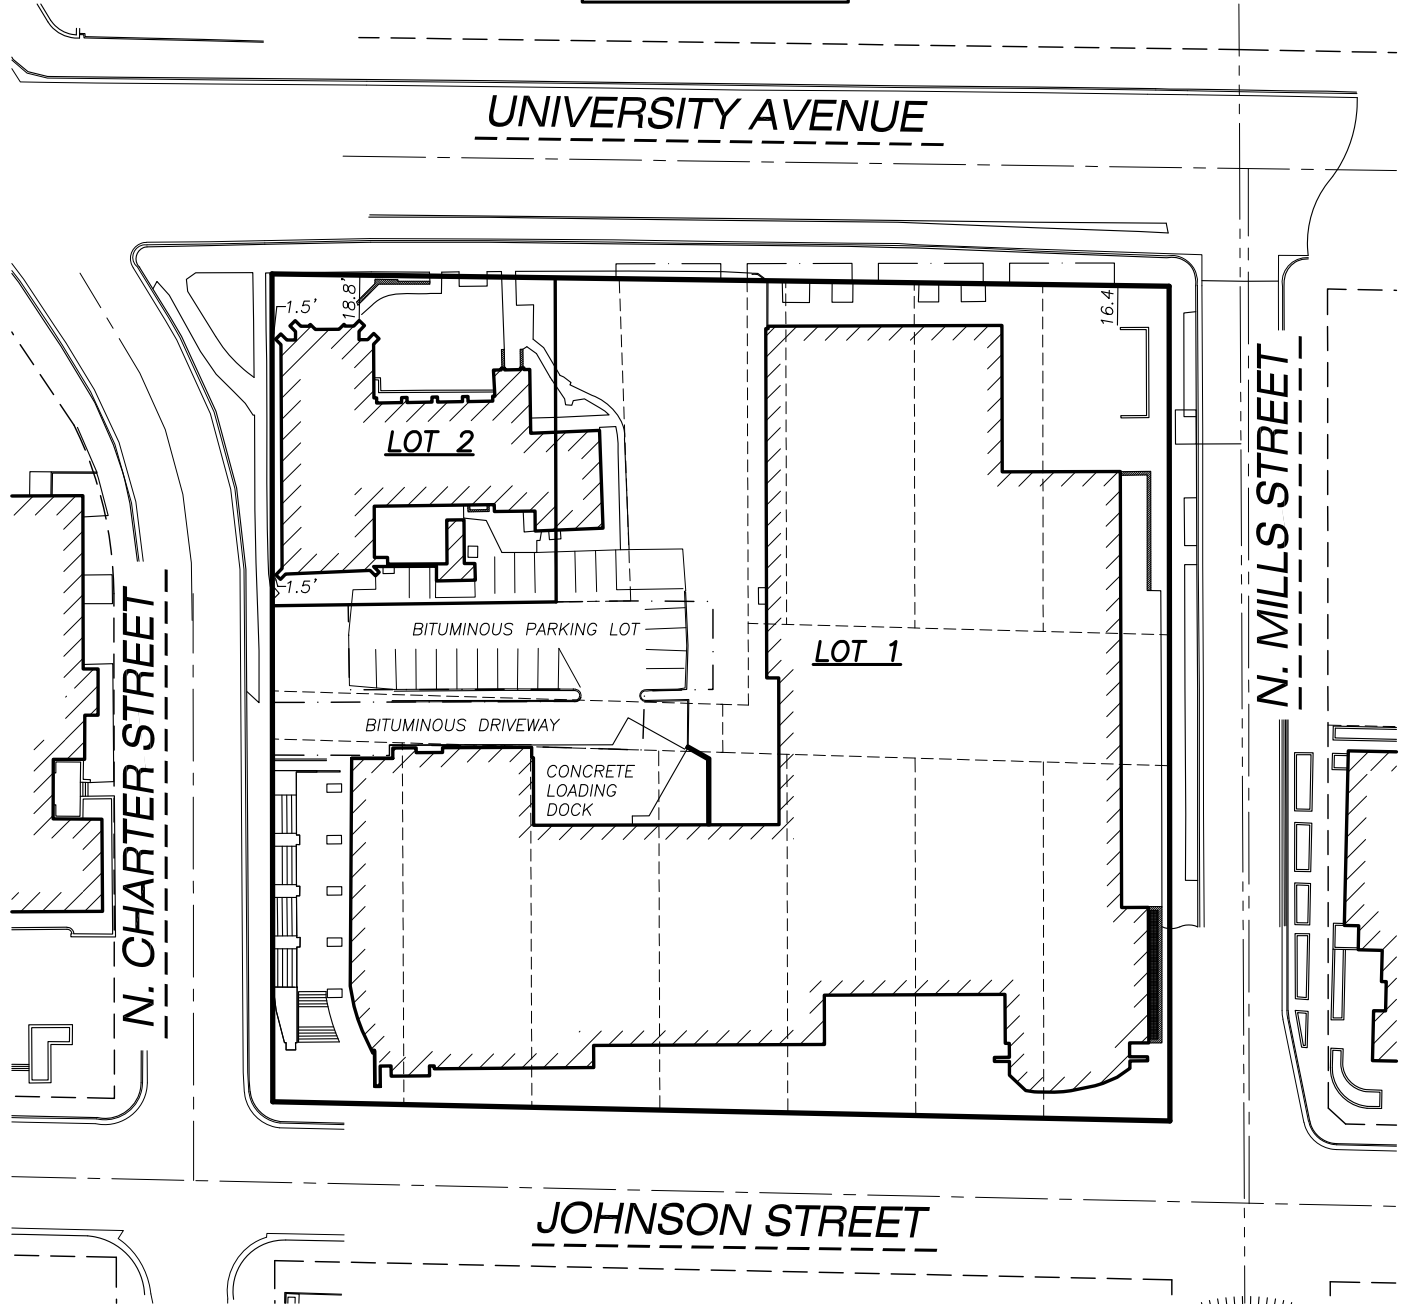 UNIVERSITY AVENUE
1.5'
18.8'
16.4
LOT 2
N. MILLS STREET
1.5'
BITUMINOUS PARKING LOT
LOT 1
N. CHARTER STREET
BITUMINOUS DRIVEWAY
CONCRETE
LOADING
DOCK
JOHNSON STREET